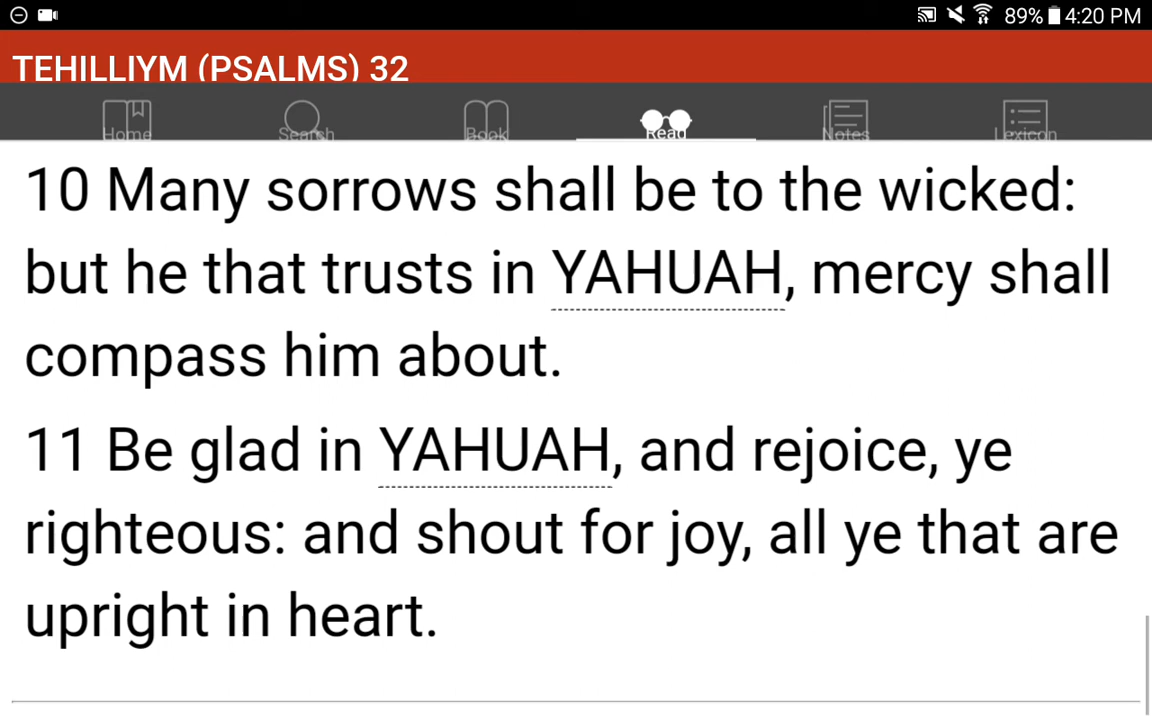 89% 4:20 PM
TEHILLIYM (PSALMS) 32
Home Search Book Read Notes Lexicon
10 Many sorrows shall be to the wicked:
but he that trusts in YAHUAH, mercy shall
compass him about.
11 Be glad in YAHUAH, and rejoice, ye
righteous: and shout for joy, all ye that are
upright in heart.